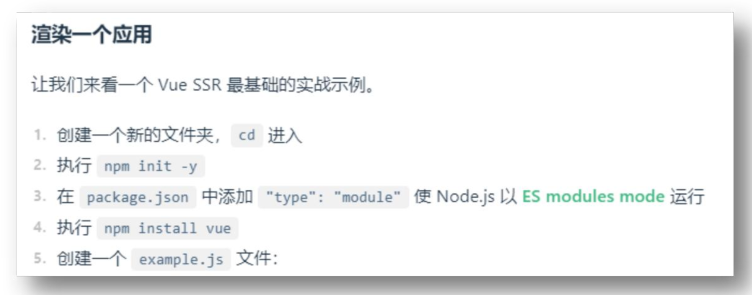 渲染一个应用
让我们来看一个 Vue SSR 最基础的实战示例。
1. 创建一个新的文件夹，cd 进入
2. 执行 npm init -y
3. 在 package.json 中添加 "type": "module" 使 Node.js 以 ES modules mode 运行
4. 执行 npm install vue
5. 创建一个 example.js 文件：